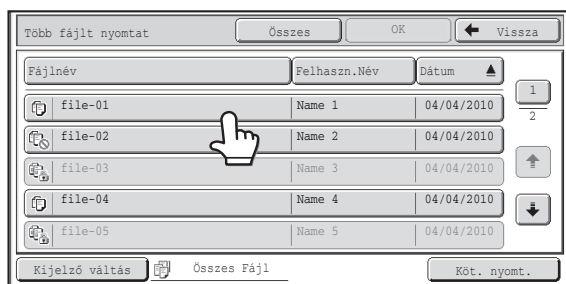 Több fájlt nyomtat Összes OK Vissza
Fájlnév Felhaszn.Név Dátum
file-01 Name 1 04/04/2010
file-02 Name 2 04/04/2010
file-03 Name 3 04/04/2010
file-04 Name 4 04/04/2010
file-05 Name 5 04/04/2010
1
2
Kijelző váltás Összes Fájl Köt. nyomt.